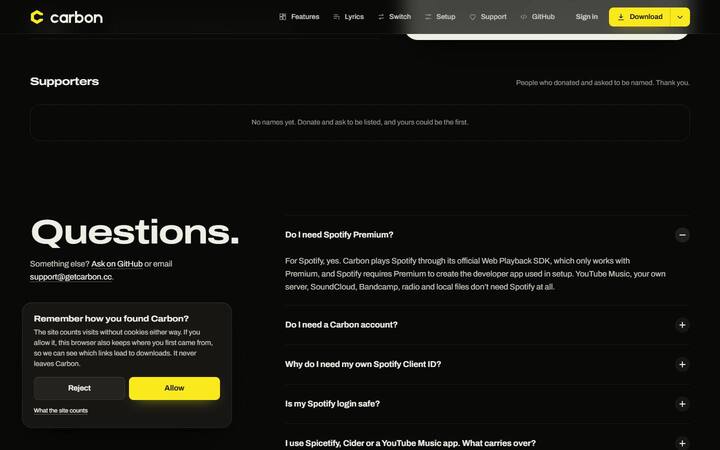 carbon
Features
Lyrics
Switch
Setup
Support
GitHub
Sign in
Download
Supporters
People who donated and asked to be named. Thank you.
No names yet. Donate and ask to be listed, and yours could be the first.
Questions.
Something else? Ask on GitHub or email
support@getcarbon.cc.
Do I need Spotify Premium?
For Spotify, yes. Carbon plays Spotify through its official Web Playback SDK, which only works with
Premium, and Spotify requires Premium to create the developer app used in setup. YouTube Music, your own
server, SoundCloud, Bandcamp, radio and local files don't need Spotify at all.
Do I need a Carbon account?
Why do I need my own Spotify Client ID?
Is my Spotify login safe?
I use Spicetify, Cider or a YouTube Music app. What carries over?
Remember how you found Carbon?
The site counts visits without cookies either way. If you
allow it, this browser also keeps where you first came from,
so we can see which links lead to downloads. It never
leaves Carbon.
Reject
Allow
What the site counts